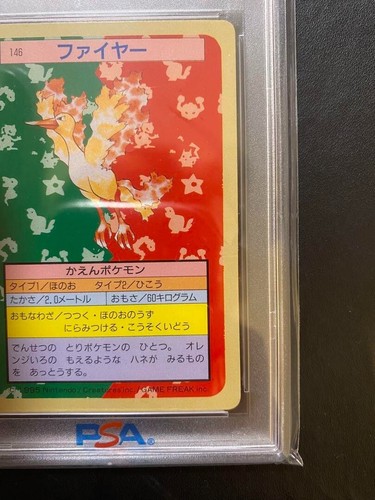 146 ファイヤー
かえんポケモン
タイプ1/ほのお タイプ2/ひこう
たかさ/2.0メートル おもさ/60キログラム
おもなわざ/つつく・ほのおのうず
にらみつける・こうそくいどう
でんせつの とりポケモンの ひとつ。 オレ
ンジいろの もえるような ハネが みるもの
を あっとうする。
©1995 Nintendo/Creatures inc./GAME FREAK inc.
PSA